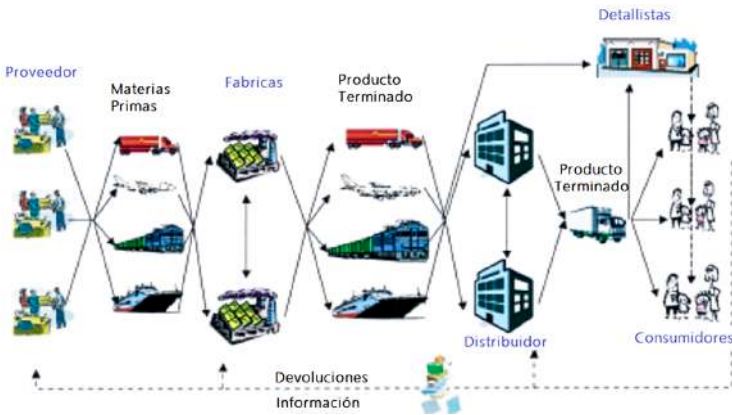 Detallistas
Proveedor
Materias
Primas
Fabricas
Producto
Terminado
Producto
Terminado
Distribuidor
Consumidores
Devoluciones
Información